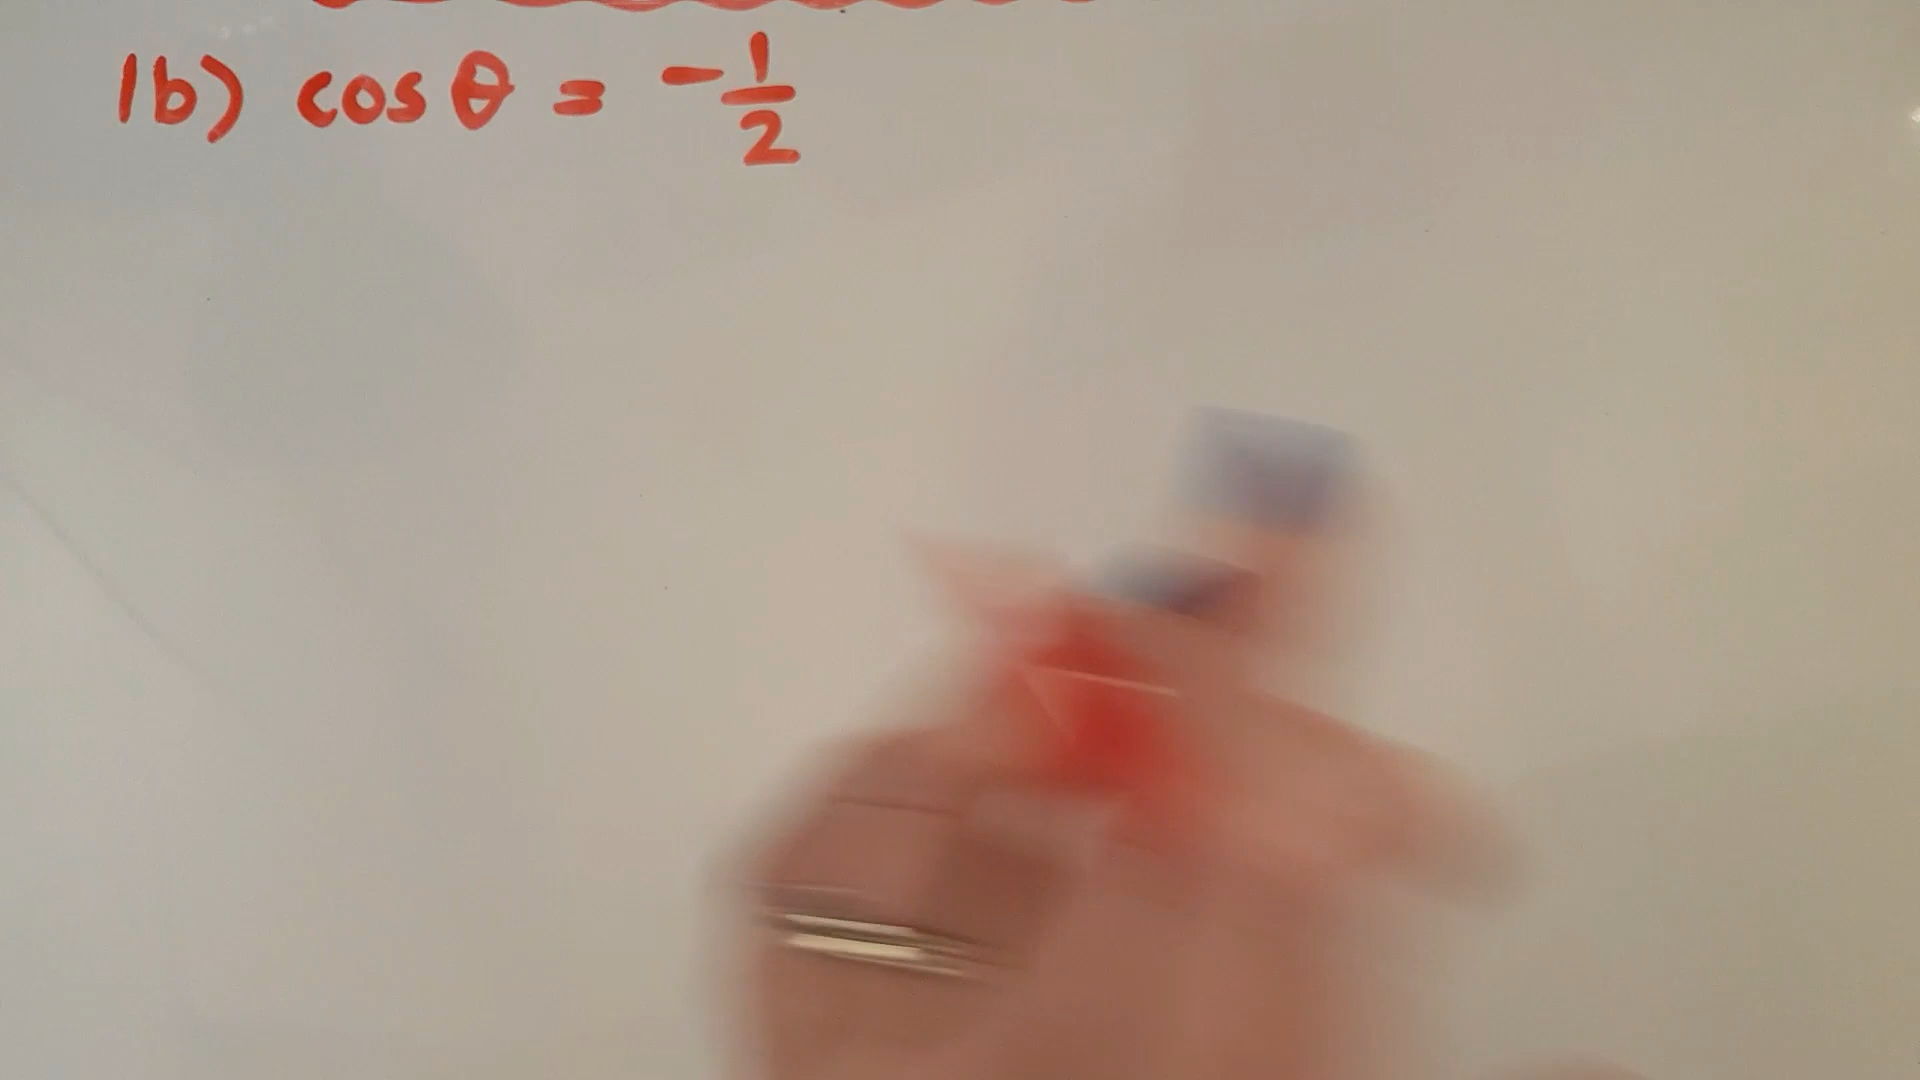 1b) cos θ = -1/2